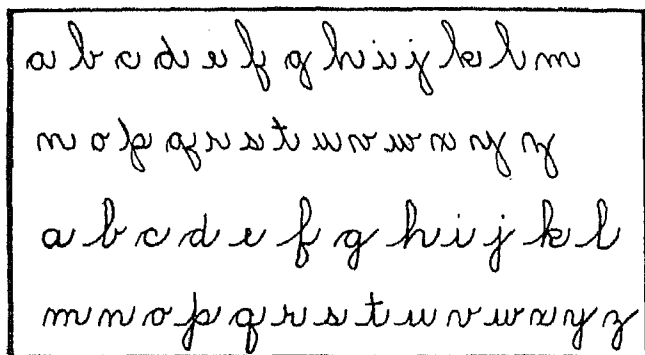 a b c d e f g h i j k l m
n o p q r s t u v w x y z
a b c d e f g h i j k l
m n o p q r s t u v w x y z